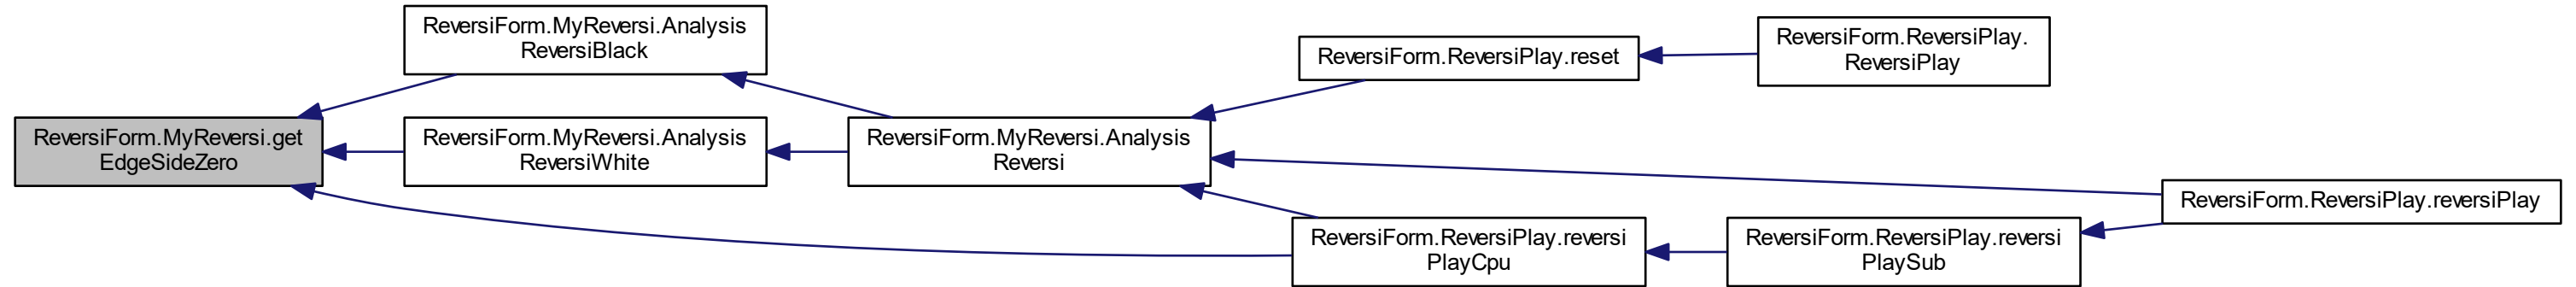 ReversiForm.MyReversi.get
EdgeSideZero
ReversiForm.MyReversi.Analysis
ReversiBlack
ReversiForm.MyReversi.Analysis
ReversiWhite
ReversiForm.MyReversi.Analysis
Reversi
ReversiForm.ReversiPlay.reset
ReversiForm.ReversiPlay.
ReversiPlay
ReversiForm.ReversiPlay.reversi
PlayCpu
ReversiForm.ReversiPlay.reversi
PlaySub
ReversiForm.ReversiPlay.reversiPlay